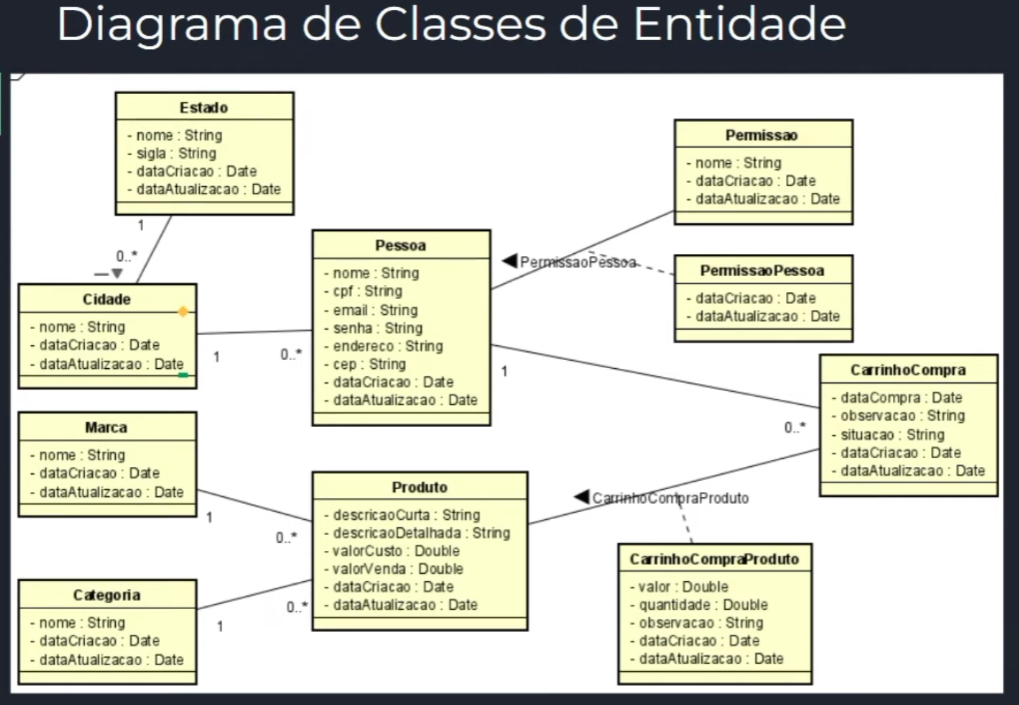 Diagrama de Classes de Entidade
Estado
- nome : String
- sigla : String
- dataCriacao : Date
- dataAtualizacao : Date
1
0..*
Cidade
- nome : String
- dataCriacao : Date
- dataAtualizacao : Date
1
0..*
Pessoa
- nome : String
- cpf : String
- email : String
- senha : String
- endereco : String
- cep : String
- dataCriacao : Date
- dataAtualizacao : Date
1
Permissao
- nome : String
- dataCriacao : Date
- dataAtualizacao : Date
PermissaoPessoa
PermissaoPessoa
- dataCriacao : Date
- dataAtualizacao : Date
CarrinhoCompra
- dataCompra : Date
- observacao : String
- situacao : String
- dataCriacao : Date
- dataAtualizacao : Date
0..*
Marca
- nome : String
- dataCriacao : Date
- dataAtualizacao : Date
1
0..*
Produto
- descricaoCurta : String
- descricaoDetalhada : String
- valorCusto : Double
- valorVenda : Double
- dataCriacao : Date
- dataAtualizacao : Date
CarrinhoCompraProduto
CarrinhoCompraProduto
- valor : Double
- quantidade : Double
- observacao : String
- dataCriacao : Date
- dataAtualizacao : Date
Categoria
- nome : String
- dataCriacao : Date
- dataAtualizacao : Date
1
0..*